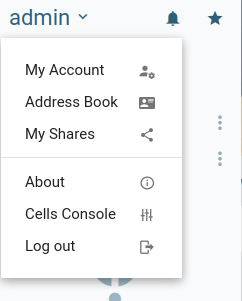 admin
My Account
Address Book
My Shares
About
Cells Console
Log out